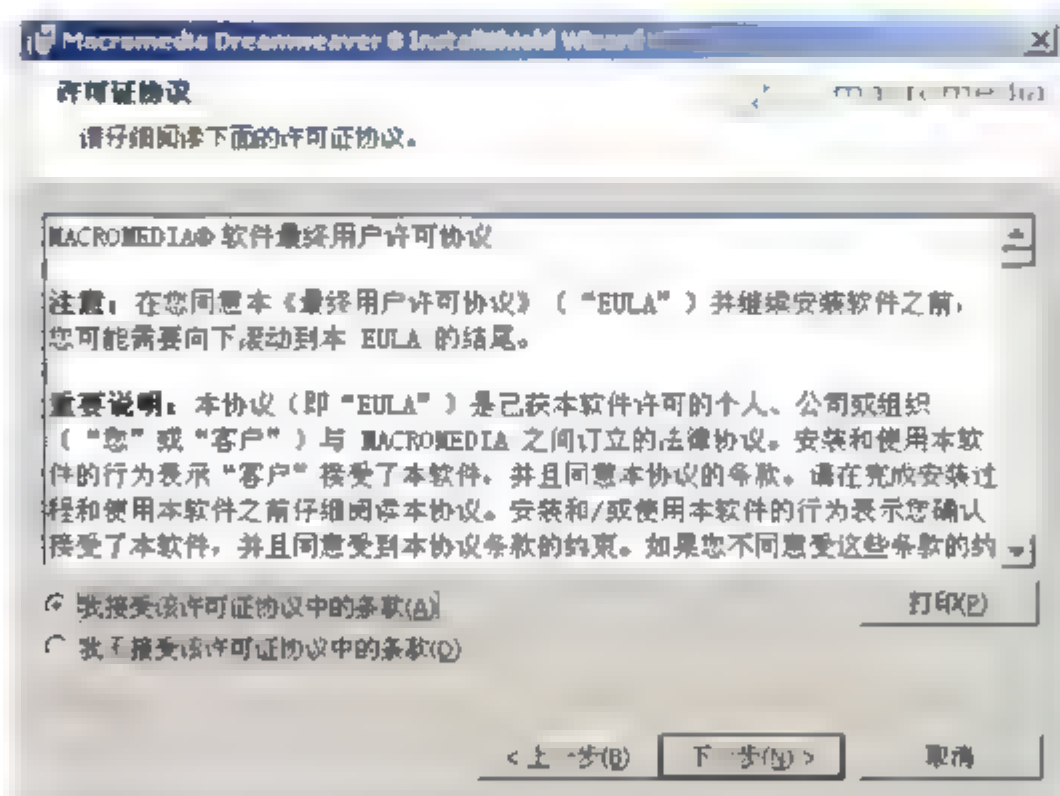 Macromedia Dreamweaver 8 InstallShield Wizard
许可证协议
macromedia
请仔细阅读下面的许可证协议。
MACROMEDIA® 软件最终用户许可协议
注意：在您同意本《最终用户许可协议》（“EULA”）并继续安装软件之前，
您可能需要向下滚动到本 EULA 的结尾。
重要说明：本协议（即“EULA”）是已获本软件许可的个人、公司或组织
（“您”或“客户”）与 MACROMEDIA 之间订立的法律协议。安装和使用本软
件的行为表示“客户”接受了本软件，并且同意本协议的条款。请在完成安装过
程和使用本软件之前仔细阅读本协议。安装和/或使用本软件的行为表示您确认
接受了本软件，并且同意受到本协议条款的约束。如果您不同意受这些条款的约
我接受该许可证协议中的条款(A)
打印(P)
我不接受该许可证协议中的条款(D)
< 上一步(B)
下一步(N) >
取消